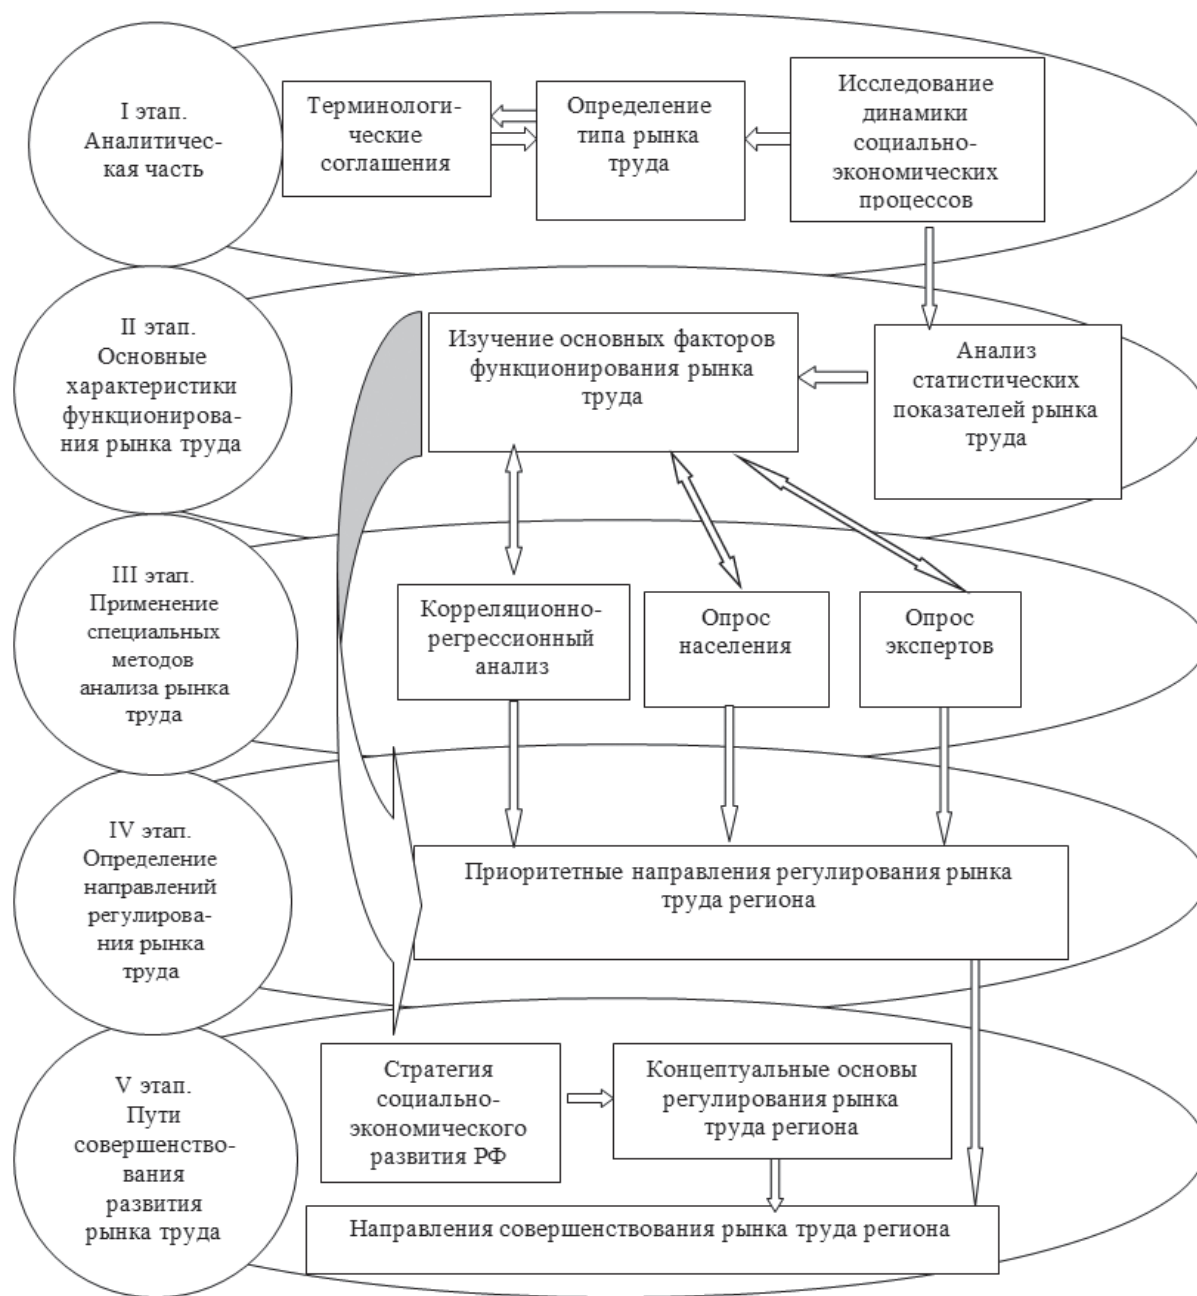 I этап.
Аналитичес-
кая часть
Терминологи-
ческие
соглашения
Определение
типа рынка
труда
Исследование
динамики
социально-
экономических
процессов
II этап.
Основные
характеристики
функционирова-
ния рынка труда
Изучение основных факторов
функционирования рынка
труда
Анализ
статистических
показателей рынка
труда
III этап.
Применение
специальных
методов
анализа рынка
труда
Корреляционно-
регрессионный
анализ
Опрос
населения
Опрос
экспертов
IV этап.
Определение
направлений
регулирова-
ния рынка
труда
Приоритетные направления регулирования рынка
труда региона
V этап.
Пути
совершенство-
вания
развития
рынка труда
Стратегия
социально-
экономического
развития РФ
Концептуальные основы
регулирования рынка
труда региона
Направления совершенствования рынка труда региона